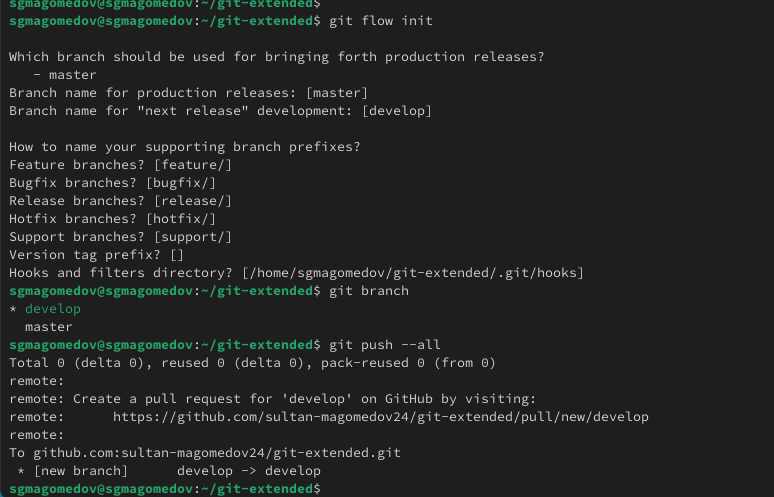 sgmagomedov@sgmagomedov:~/git-extended$
sgmagomedov@sgmagomedov:~/git-extended$ git flow init

Which branch should be used for bringing forth production releases?
   - master
Branch name for production releases: [master]
Branch name for "next release" development: [develop]

How to name your supporting branch prefixes?
Feature branches? [feature/]
Bugfix branches? [bugfix/]
Release branches? [release/]
Hotfix branches? [hotfix/]
Support branches? [support/]
Version tag prefix? []
Hooks and filters directory? [/home/sgmagomedov/git-extended/.git/hooks]
sgmagomedov@sgmagomedov:~/git-extended$ git branch
* develop
  master
sgmagomedov@sgmagomedov:~/git-extended$ git push --all
Total 0 (delta 0), reused 0 (delta 0), pack-reused 0 (from 0)
remote:
remote: Create a pull request for 'develop' on GitHub by visiting:
remote:      https://github.com/sultan-magomedov24/git-extended/pull/new/develop
remote:
To github.com:sultan-magomedov24/git-extended.git
 * [new branch]      develop -> develop
sgmagomedov@sgmagomedov:~/git-extended$